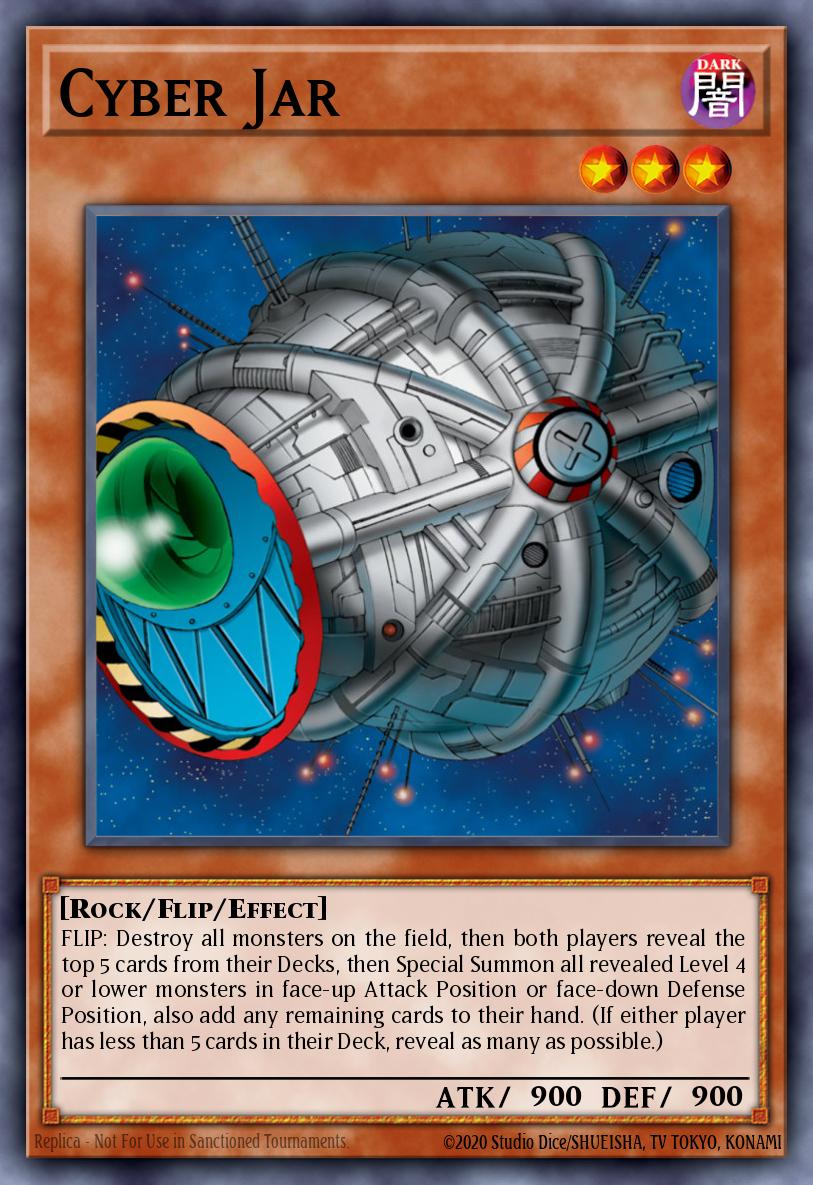 Cyber Jar
DARK
闇
[Rock/Flip/Effect]
FLIP: Destroy all monsters on the field, then both players reveal the
top 5 cards from their Decks, then Special Summon all revealed Level 4
or lower monsters in face-up Attack Position or face-down Defense
Position, also add any remaining cards to their hand. (If either player
has less than 5 cards in their Deck, reveal as many as possible.)
ATK/ 900 DEF/ 900
Replica - Not For Use in Sanctioned Tournaments.
©2020 Studio Dice/SHUEISHA, TV TOKYO, KONAMI